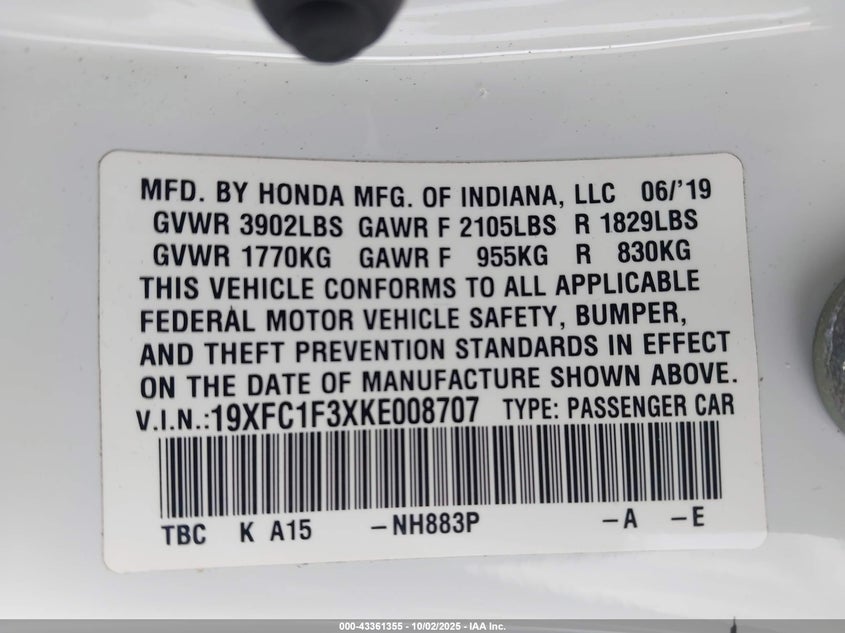 MFD. BY HONDA MFG. OF INDIANA, LLC 06/'19
GVWR 3902LBS GAWR F 2105LBS R 1829LBS
GVWR 1770KG GAWR F 955KG R 830KG
THIS VEHICLE CONFORMS TO ALL APPLICABLE
FEDERAL MOTOR VEHICLE SAFETY, BUMPER,
AND THEFT PREVENTION STANDARDS IN EFFECT
ON THE DATE OF MANUFACTURE SHOWN ABOVE.
V.I.N.:19XFC1F3XKE008707 TYPE: PASSENGER CAR
TBC K A15 -NH883P -A -E
000-43361355 - 10/02/2025 - IAA Inc.